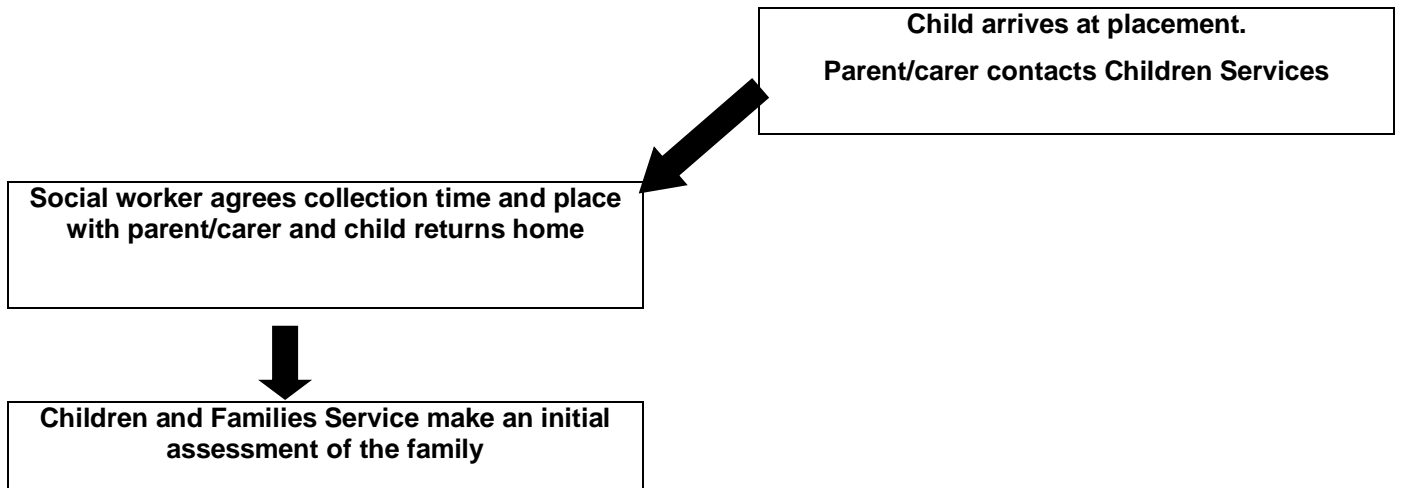 Child arrives at placement.
Parent/carer contacts Children Services
Social worker agrees collection time and place
with parent/carer and child returns home
Children and Families Service make an initial
assessment of the family